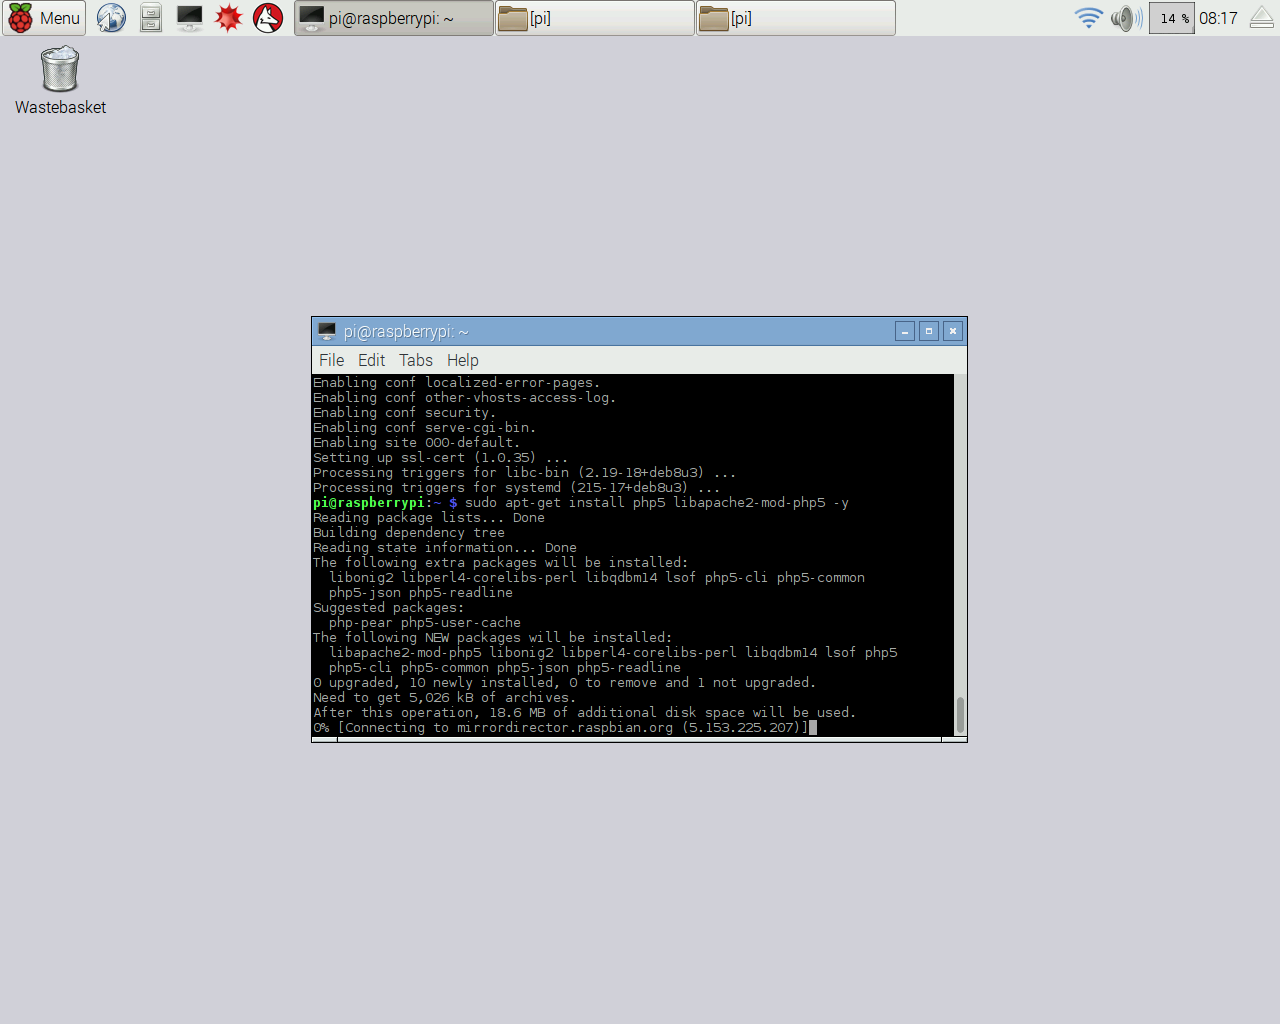 Menu
pi@raspberrypi: ~
[pi]
[pi]
14 %
08:17
Wastebasket
pi@raspberrypi: ~
File Edit Tabs Help
Enabling conf localized-error-pages.
Enabling conf other-vhosts-access-log.
Enabling conf security.
Enabling conf serve-cgi-bin.
Enabling site 000-default.
Setting up ssl-cert (1.0.35) ...
Processing triggers for libc-bin (2.19-18+deb8u3) ...
Processing triggers for systemd (215-17+deb8u3) ...
pi@raspberrypi:~ $ sudo apt-get install php5 libapache2-mod-php5 -y
Reading package lists... Done
Building dependency tree
Reading state information... Done
The following extra packages will be installed:
libonig2 libperl4-corelibs-perl libqdbm14 lsof php5-cli php5-common
php5-json php5-readline
Suggested packages:
php-pear php5-user-cache
The following NEW packages will be installed:
libapache2-mod-php5 libonig2 libperl4-corelibs-perl libqdbm14 lsof php5
php5-cli php5-common php5-json php5-readline
0 upgraded, 10 newly installed, 0 to remove and 1 not upgraded.
Need to get 5,026 kB of archives.
After this operation, 18.6 MB of additional disk space will be used.
0% [Connecting to mirrordirector.raspbian.org (5.153.225.207)]